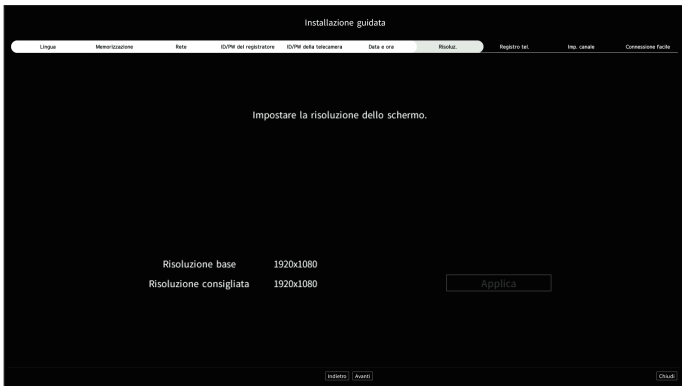 Installazione guidata
Lingua Memorizzazione Rete ID/PW del registratore ID/PW della telecamera Data e ora Risoluz. Registro tel. Imp. canale Connessione facile
Impostare la risoluzione dello schermo.
Risoluzione base 1920x1080
Risoluzione consigliata 1920x1080 Applica
Indietro Avanti Chiudi